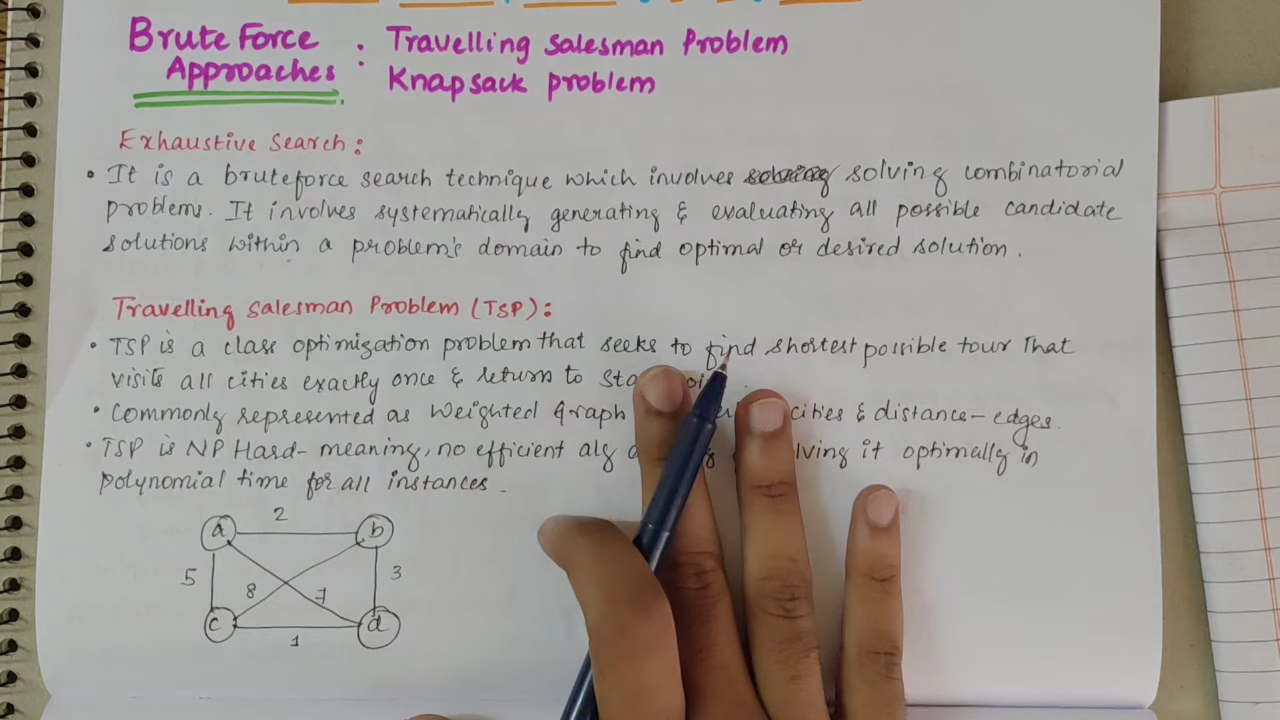 Brute Force : Travelling Salesman Problem
Approaches Knapsack problem
Exhaustive Search:
• It is a bruteforce search technique which involves solving combinatorial
problems. It involves systematically generating & evaluating all possible candidate
solutions within a problem's domain to find optimal or desired solution.
Travelling Salesman Problem (TSP):
• TSP is a class optimization problem that seeks to find shortest possible tour That
visits all cities exactly once & return to
• Commonly represented as Weighted Graph cities & distance - edges.
• TSP is NP Hard - meaning, no efficient alg it optimally in
polynomial time for all instances.
a 2 b
5 8 7 3
c 1 d